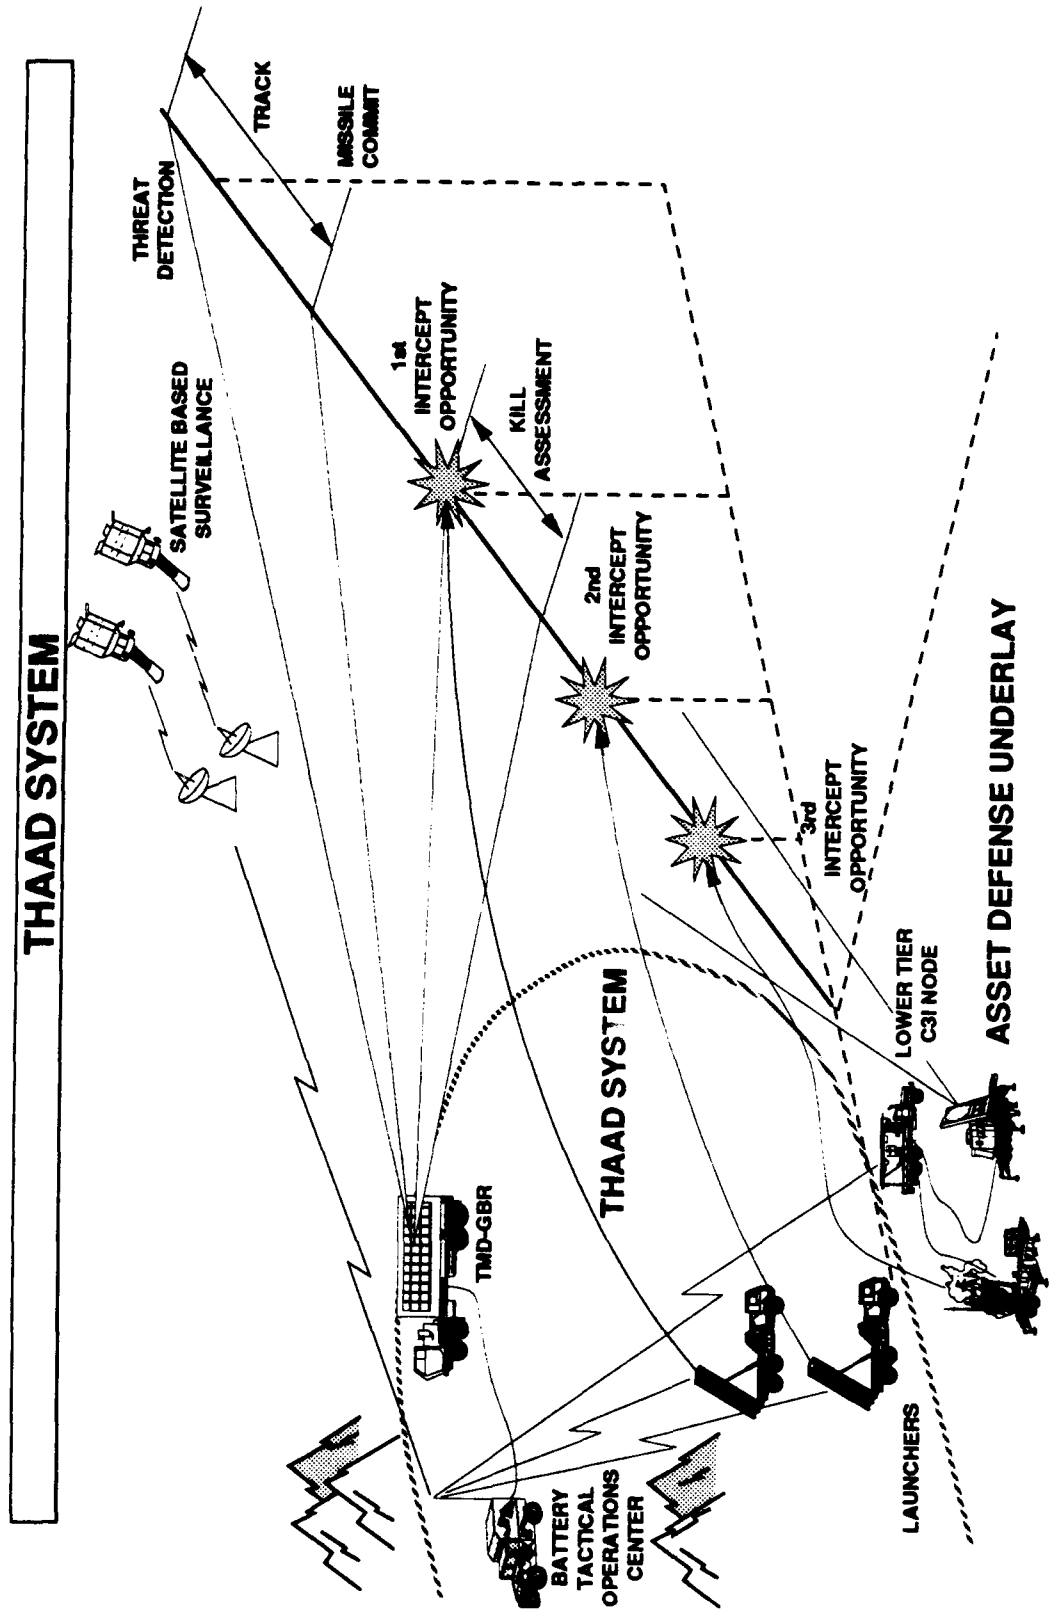 THAAD SYSTEM
SATELLITE BASED
SURVEILLANCE
THREAT
DETECTION
TRACK
MISSILE
COMMIT
1st
INTERCEPT
OPPORTUNITY
KILL
ASSESSMENT
2nd
INTERCEPT
OPPORTUNITY
3rd
INTERCEPT
OPPORTUNITY
TMD-GBR
THAAD SYSTEM
BATTERY
TACTICAL
OPERATIONS
CENTER
LAUNCHERS
LOWER TIER
C3I NODE
ASSET DEFENSE UNDERLAY